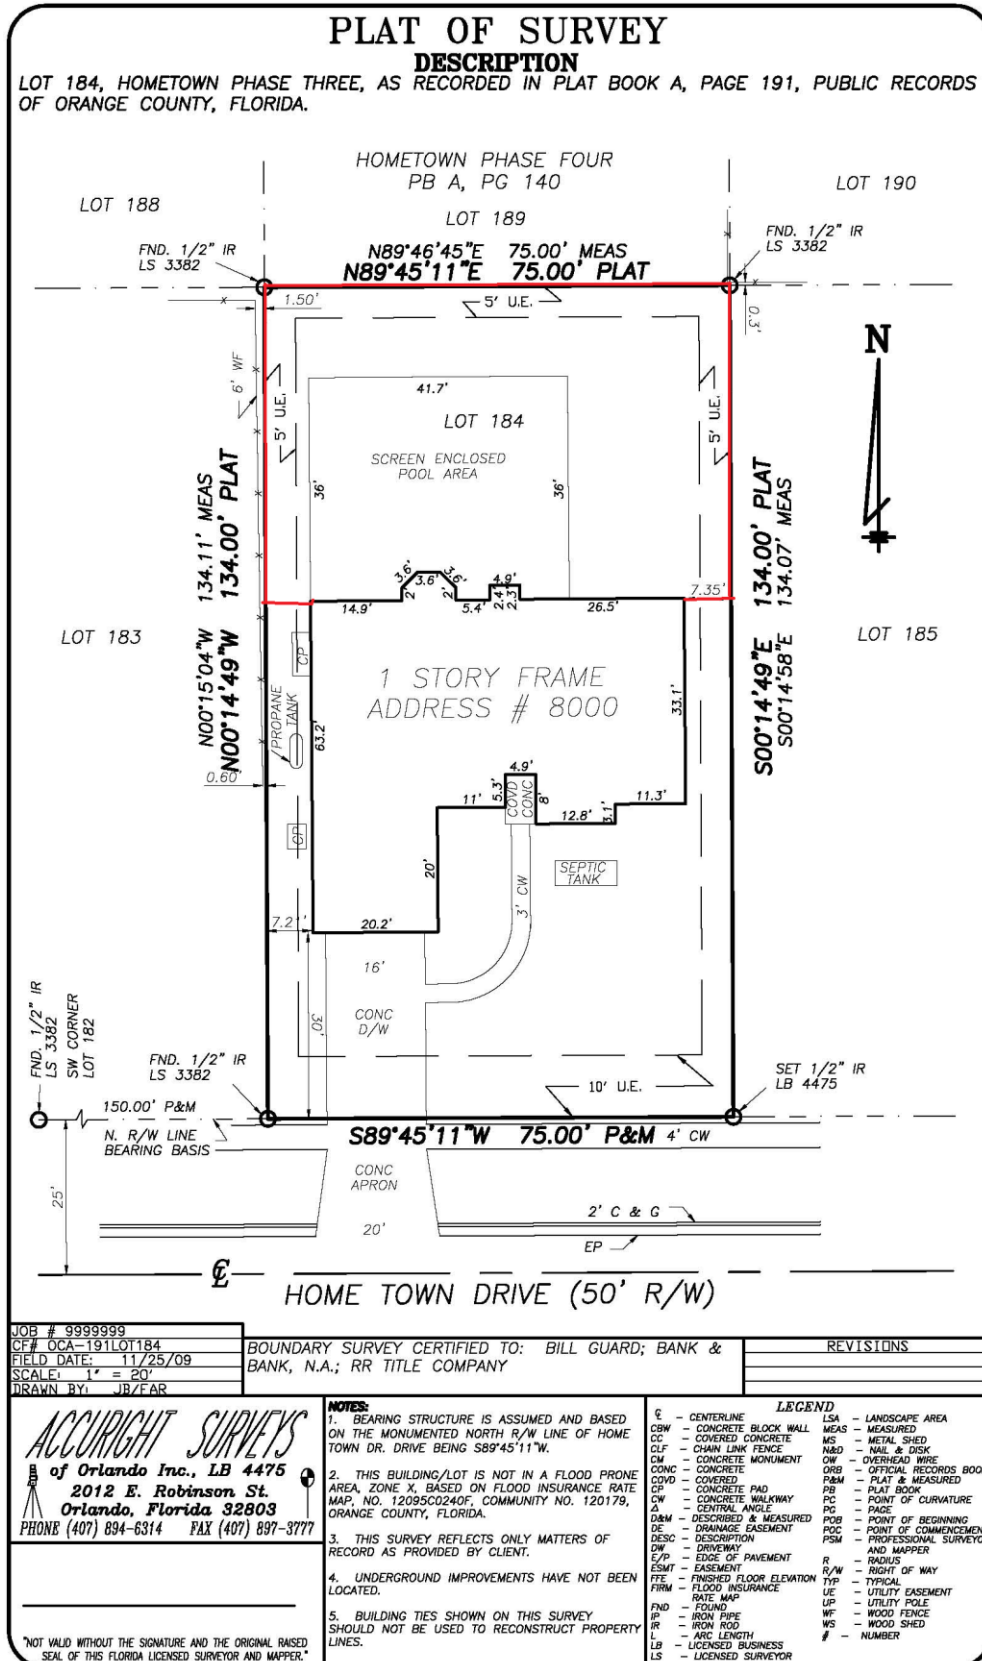 PLAT OF SURVEY
DESCRIPTION
LOT 184, HOMETOWN PHASE THREE, AS RECORDED IN PLAT BOOK A, PAGE 191, PUBLIC RECORDS
OF ORANGE COUNTY, FLORIDA.
HOMETOWN PHASE FOUR
PB A, PG 140
LOT 188
LOT 189
LOT 190
FND. 1/2" IR
LS 3382
N89°46'45"E 75.00' MEAS
N89°45'11"E 75.00' PLAT
FND. 1/2" IR
LS 3382
1.50'
5' U.E.
0.3'
N
6' WF
5' U.E.
41.7'
LOT 184
SCREEN ENCLOSED
POOL AREA
36'
36'
5' U.E.
N00°15'04"W 134.11' MEAS
N00°14'49"W 134.00' PLAT
S00°14'49"E 134.00' PLAT
S00°14'58"E 134.07' MEAS
3.6'
3.6'
3.6'
2'
2'
4.9'
2.4'
2.3'
14.9'
5.4'
26.5'
7.35'
LOT 183
LOT 185
CP
1 STORY FRAME
ADDRESS # 8000
PROPANE
TANK
63.2'
33.1'
0.60'
4.9'
5.3'
COVD
CONC
8'
11'
12.8'
3.1'
11.3'
CP
20'
SEPTIC
TANK
3' CW
7.21'
20.2'
16'
CONC
D/W
30'
FND. 1/2" IR
LS 3382
SW CORNER
LOT 182
FND. 1/2" IR
LS 3382
SET 1/2" IR
LB 4475
10' U.E.
150.00' P&M
N. R/W LINE
BEARING BASIS
S89°45'11"W 75.00' P&M
4' CW
CONC
APRON
25'
2' C & G
20'
EP
℄
HOME TOWN DRIVE (50' R/W)
JOB # 9999999
CF# OCA-191LOT184
FIELD DATE: 11/25/09
SCALE: 1" = 20'
DRAWN BY: JB/FAR
BOUNDARY SURVEY CERTIFIED TO: BILL GUARD; BANK &
BANK, N.A.; RR TITLE COMPANY
REVISIONS
ACCURIGHT SURVEYS
of Orlando Inc., LB 4475
2012 E. Robinson St.
Orlando, Florida 32803
PHONE (407) 894-6314 FAX (407) 897-3777
"NOT VALID WITHOUT THE SIGNATURE AND THE ORIGINAL RAISED
SEAL OF THIS FLORIDA LICENSED SURVEYOR AND MAPPER."
NOTES:
1. BEARING STRUCTURE IS ASSUMED AND BASED
ON THE MONUMENTED NORTH R/W LINE OF HOME
TOWN DR. DRIVE BEING S89°45'11"W.
2. THIS BUILDING/LOT IS NOT IN A FLOOD PRONE
AREA, ZONE X, BASED ON FLOOD INSURANCE RATE
MAP, NO. 12095C0240F, COMMUNITY NO. 120179,
ORANGE COUNTY, FLORIDA.
3. THIS SURVEY REFLECTS ONLY MATTERS OF
RECORD AS PROVIDED BY CLIENT.
4. UNDERGROUND IMPROVEMENTS HAVE NOT BEEN
LOCATED.
5. BUILDING TIES SHOWN ON THIS SURVEY
SHOULD NOT BE USED TO RECONSTRUCT PROPERTY
LINES.
LEGEND
℄ - CENTERLINE
CBW - CONCRETE BLOCK WALL
CC - COVERED CONCRETE
CLF - CHAIN LINK FENCE
CM - CONCRETE MONUMENT
CONC - CONCRETE
COVD - COVERED
CP - CONCRETE PAD
CW - CONCRETE WALKWAY
Δ - CENTRAL ANGLE
D&M - DESCRIBED & MEASURED
DE - DRAINAGE EASEMENT
DESC - DESCRIPTION
DW - DRIVEWAY
E/P - EDGE OF PAVEMENT
ESMT - EASEMENT
FFE - FINISHED FLOOR ELEVATION
FIRM - FLOOD INSURANCE
RATE MAP
FND - FOUND
IP - IRON PIPE
IR - IRON ROD
L - ARC LENGTH
LB - LICENSED BUSINESS
LS - LICENSED SURVEYOR
LSA - LANDSCAPE AREA
MEAS - MEASURED
MS - METAL SHED
N&D - NAIL & DISK
OW - OVERHEAD WIRE
ORB - OFFICIAL RECORDS BOO
P&M - PLAT & MEASURED
PB - PLAT BOOK
PC - POINT OF CURVATURE
PG - PAGE
POB - POINT OF BEGINNING
POC - POINT OF COMMENCEMEN
PSM - PROFESSIONAL SURVEYO
AND MAPPER
R - RADIUS
R/W - RIGHT OF WAY
TYP - TYPICAL
UE - UTILITY EASEMENT
UP - UTILITY POLE
WF - WOOD FENCE
WS - WOOD SHED
# - NUMBER